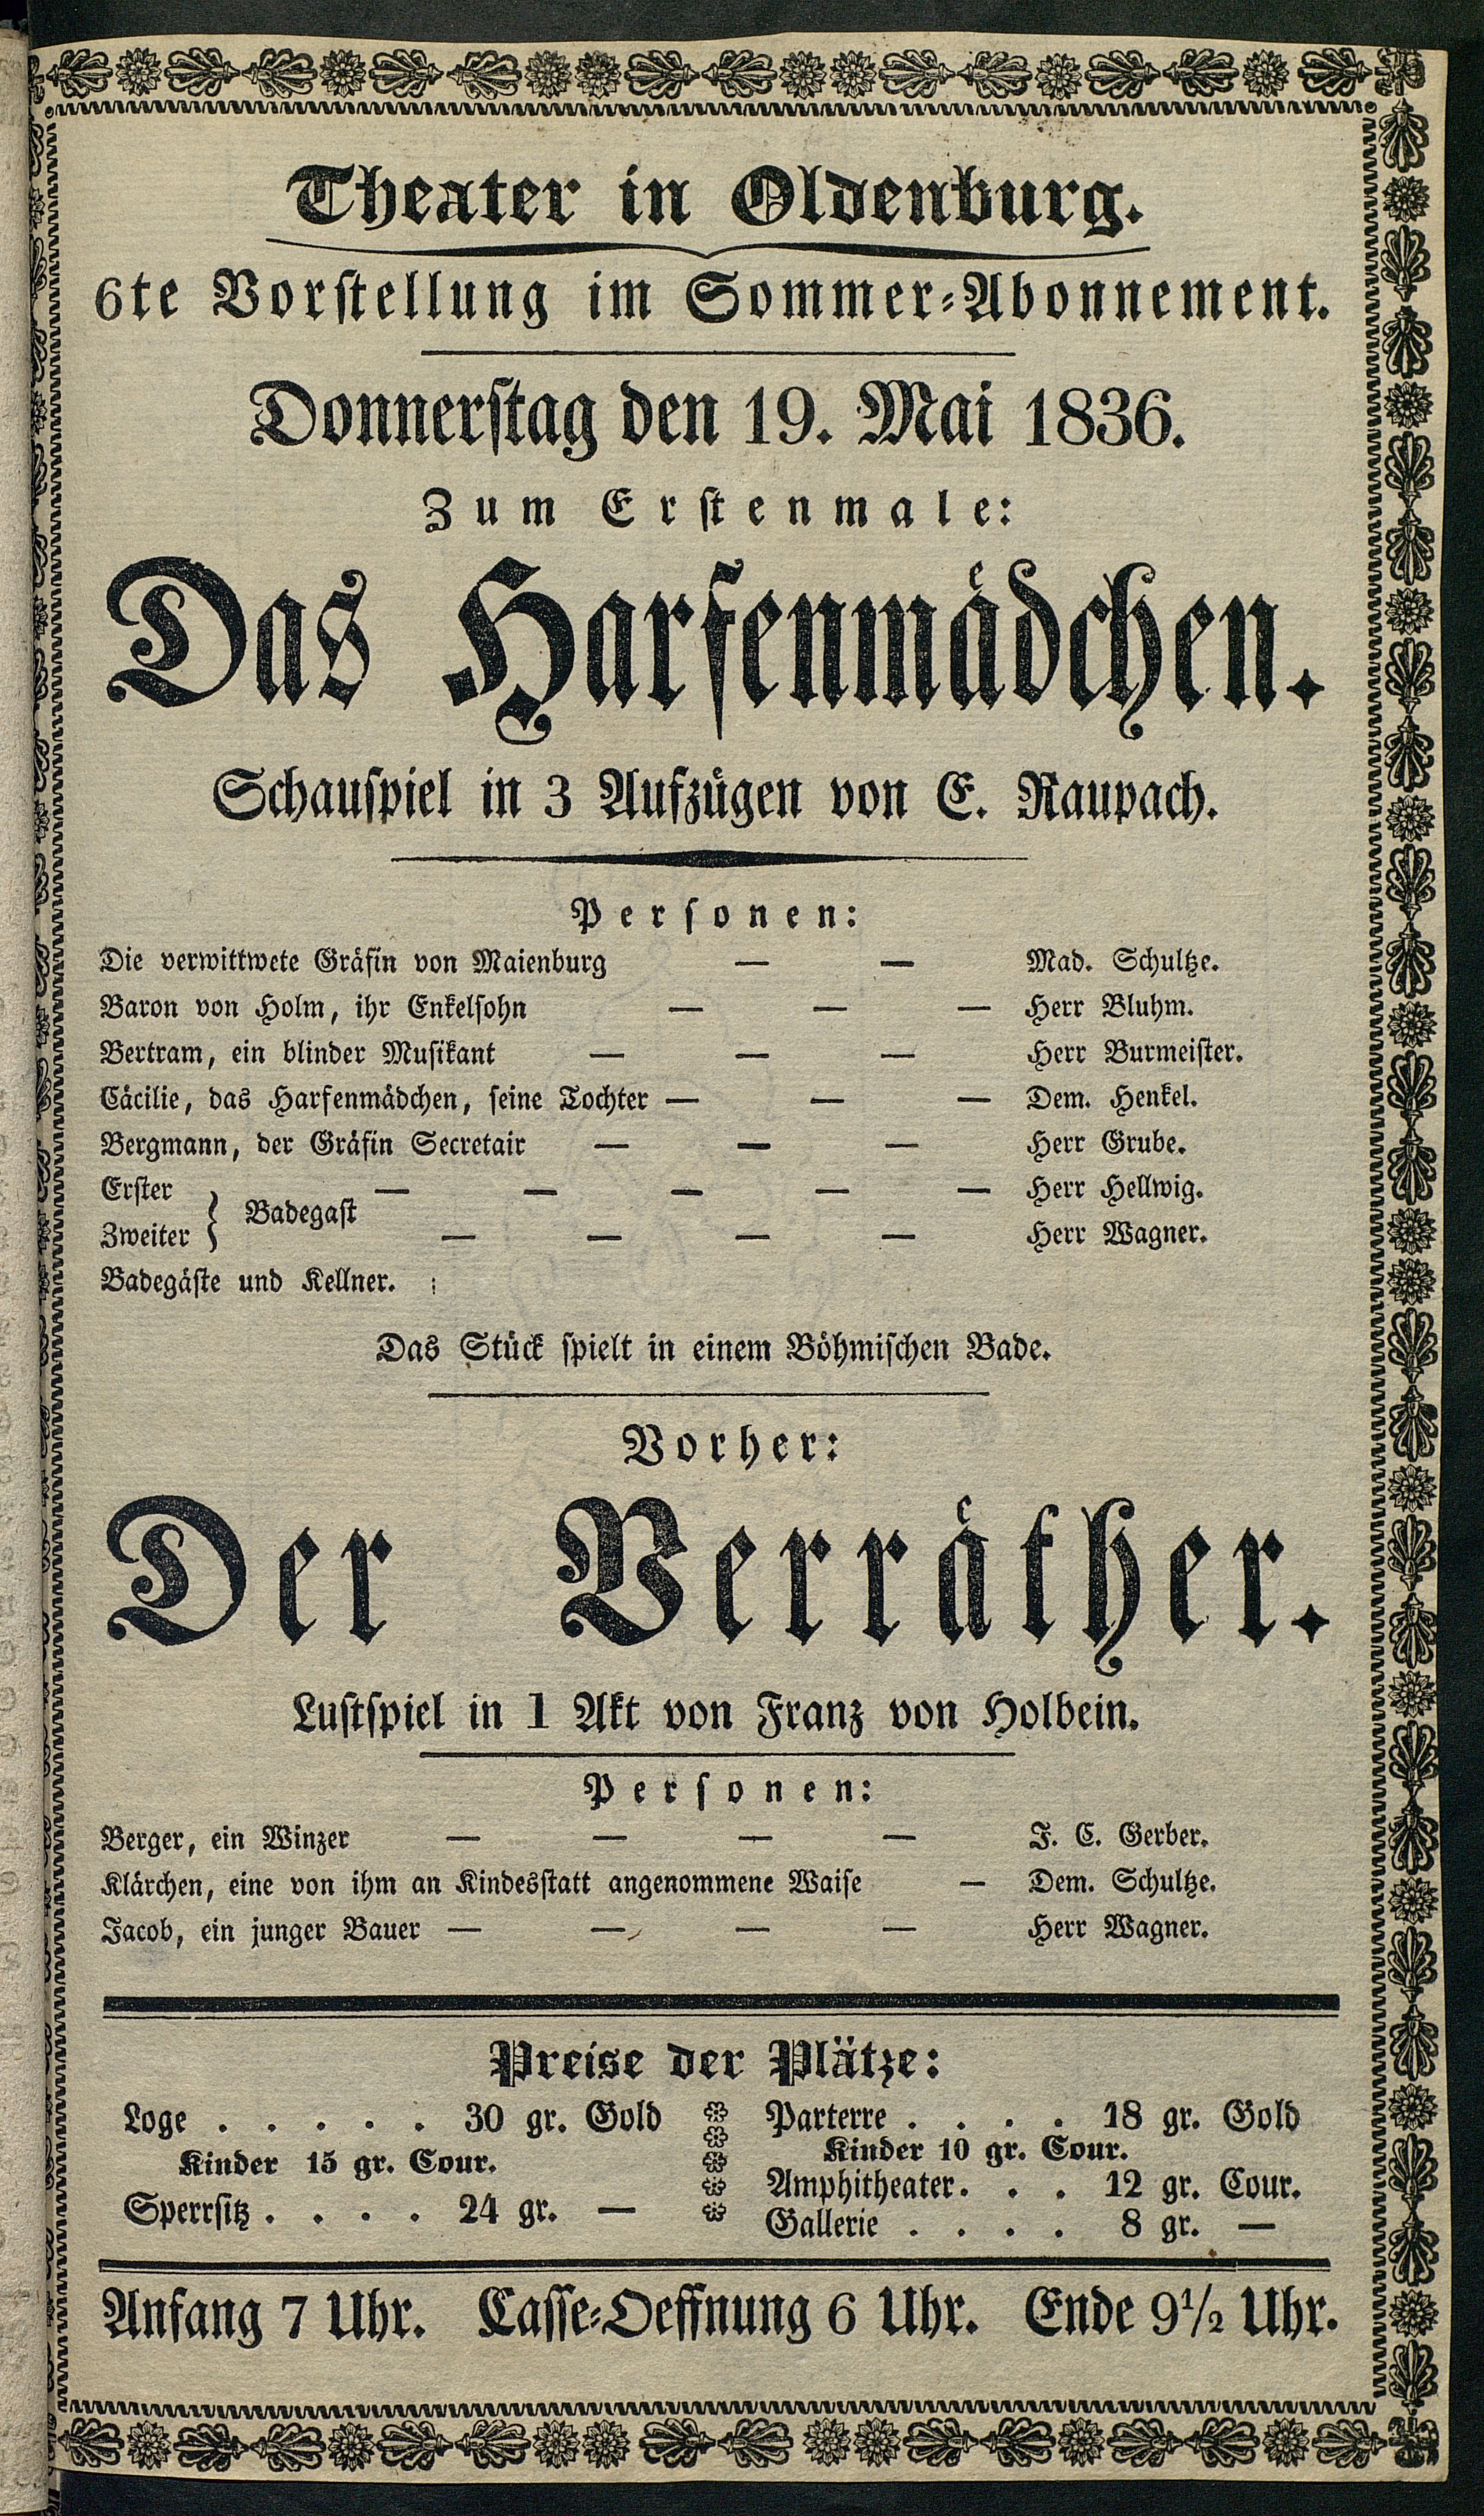 Theater in Oldenburg.
6te Vorstellung im Sommer-Abonnement.
Donnerstag den 19. Mai 1836.
Zum Erstenmale:
Das Harfenmädchen.
Schauspiel in 3 Aufzügen von E. Raupach.
Personen:
Die verwittwete Gräfin von Maienburg — — Mad. Schultze.
Baron von Holm, ihr Enkelsohn — — — Herr Bluhm.
Bertram, ein blinder Musikant — — — Herr Burmeister.
Cäcilie, das Harfenmädchen, seine Tochter — — — Dem. Henkel.
Bergmann, der Gräfin Secretair — — — Herr Grube.
Erster — — — — — Herr Hellwig.
} Badegast
Zweiter — — — — Herr Wagner.
Badegäste und Kellner.
Das Stück spielt in einem Böhmischen Bade.
Vorher:
Der Verräther.
Lustspiel in 1 Akt von Franz von Holbein.
Personen:
Berger, ein Winzer — — — — F. C. Gerber.
Klärchen, eine von ihm an Kindesstatt angenommene Waise — Dem. Schultze.
Jacob, ein junger Bauer — — — — Herr Wagner.
Preise der Plätze:
Loge . . . . . 30 gr. Gold
Kinder 15 gr. Cour.
Sperrsitz . . . . 24 gr. —
Parterre . . . . 18 gr. Gold
Kinder 10 gr. Cour.
Amphitheater . . . 12 gr. Cour.
Gallerie . . . . 8 gr. —
Anfang 7 Uhr. Casse-Oeffnung 6 Uhr. Ende 9½ Uhr.